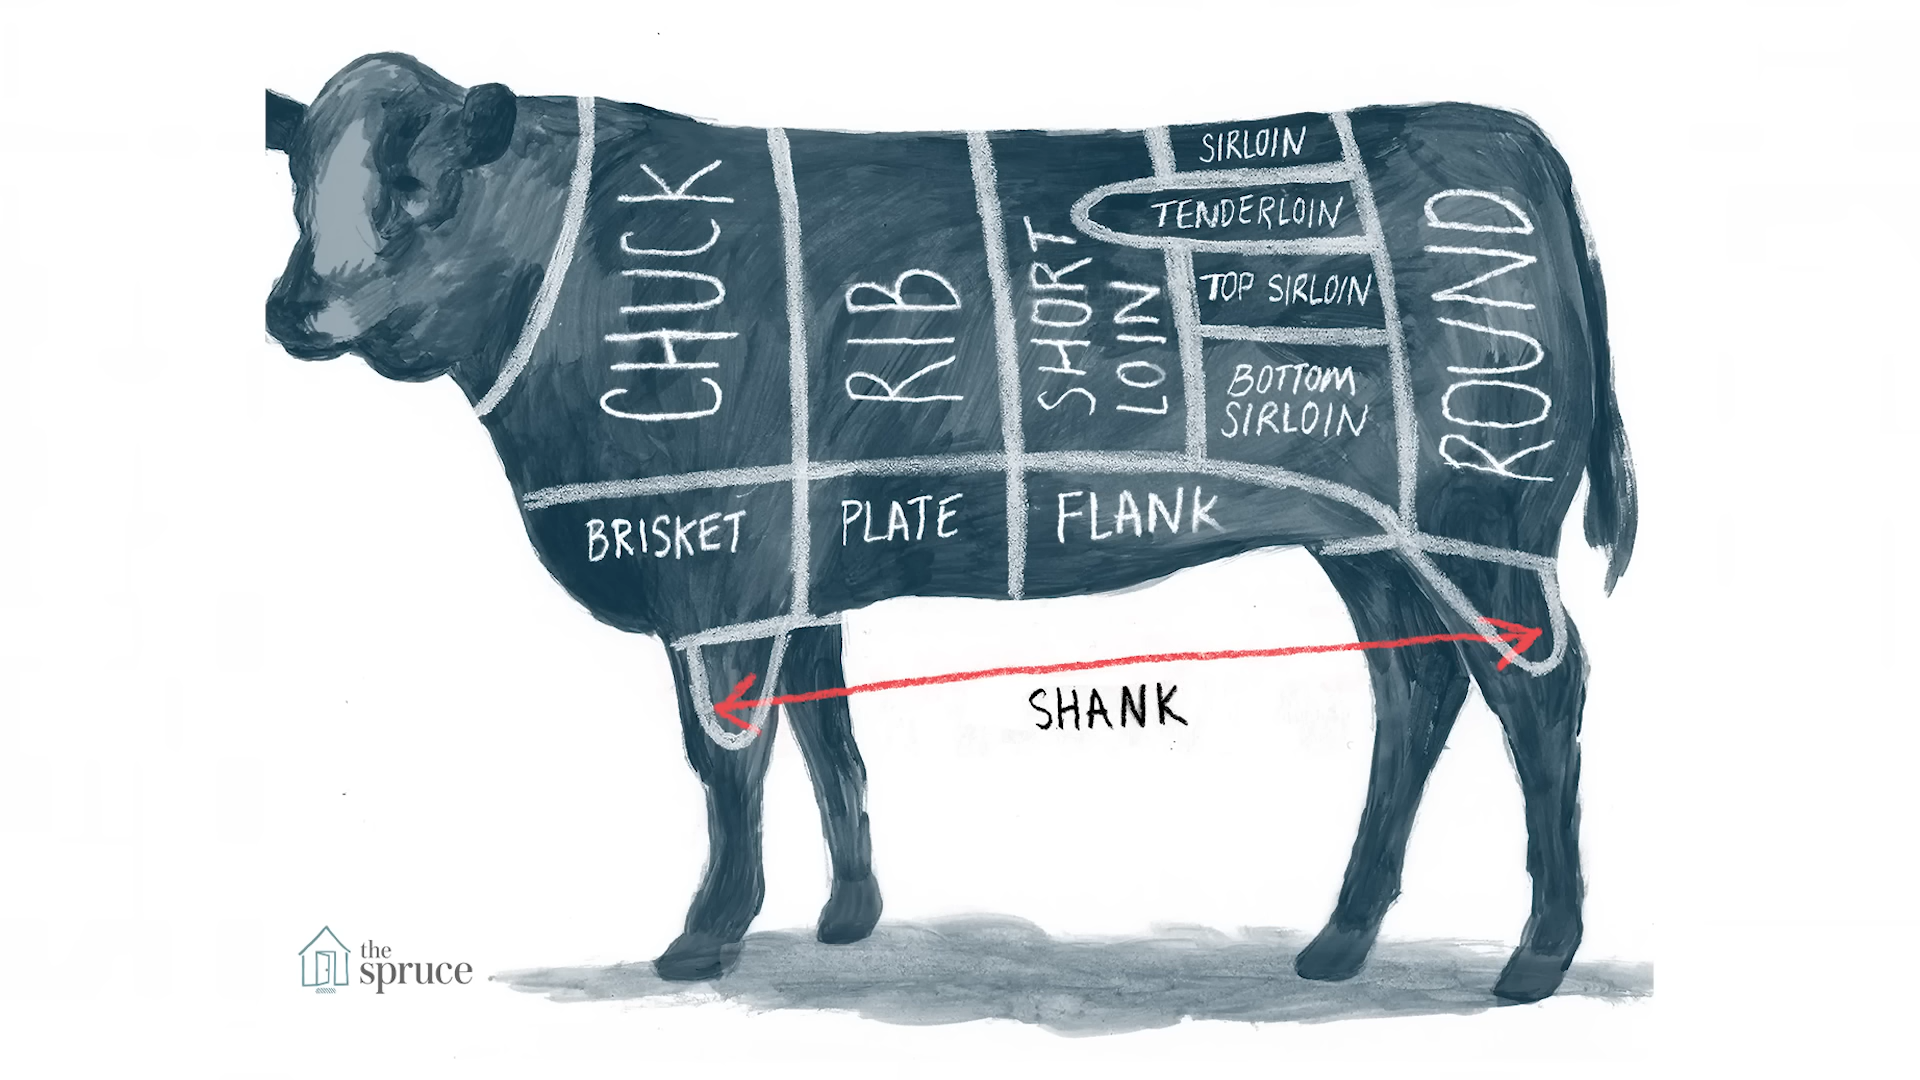 CHUCK
RIB
SHORT
LOIN
SIRLOIN
TENDERLOIN
TOP SIRLOIN
BOTTOM
SIRLOIN
ROUND
BRISKET
PLATE
FLANK
SHANK
the
spruce